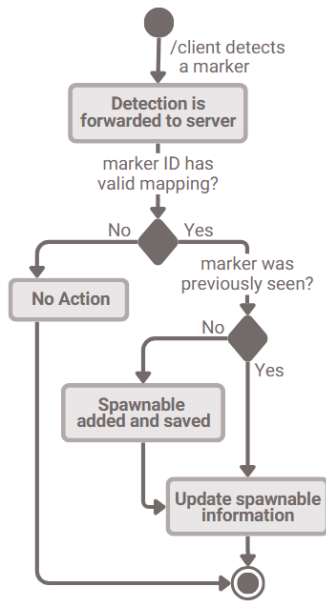 /client detects
a marker
Detection is
forwarded to server
marker ID has
valid mapping?
No
Yes
marker was
previously seen?
No Action
No
Yes
Spawnable
added and saved
Update spawnable
information